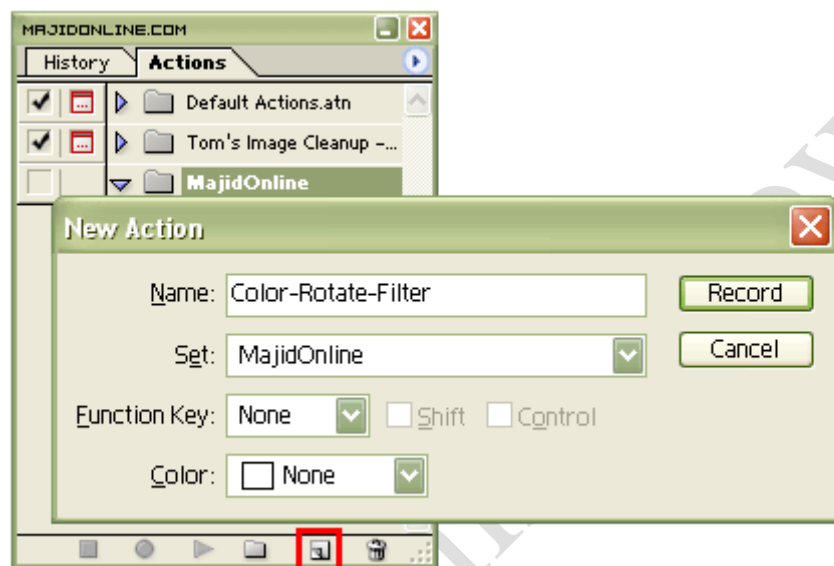 MAJIDONLINE.COM
History Actions
Default Actions.atn
Tom's Image Cleanup –...
MajidOnline
New Action
Name: Color-Rotate-Filter Record
Set: MajidOnline Cancel
Function Key: None Shift Control
Color: None